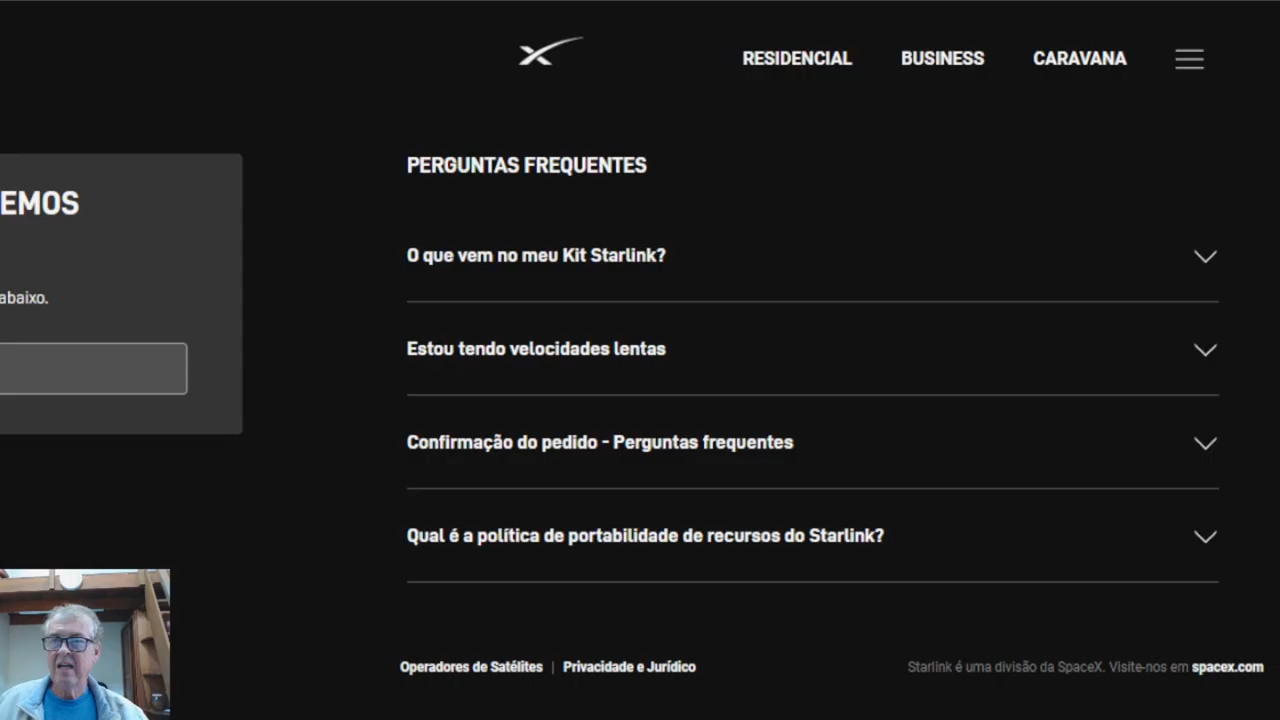 RESIDENCIAL BUSINESS CARAVANA
EMOS
abaixo.
PERGUNTAS FREQUENTES
O que vem no meu Kit Starlink?
Estou tendo velocidades lentas
Confirmação do pedido - Perguntas frequentes
Qual é a política de portabilidade de recursos do Starlink?
Operadores de Satélites | Privacidade e Jurídico
Starlink é uma divisão da SpaceX. Visite-nos em spacex.com